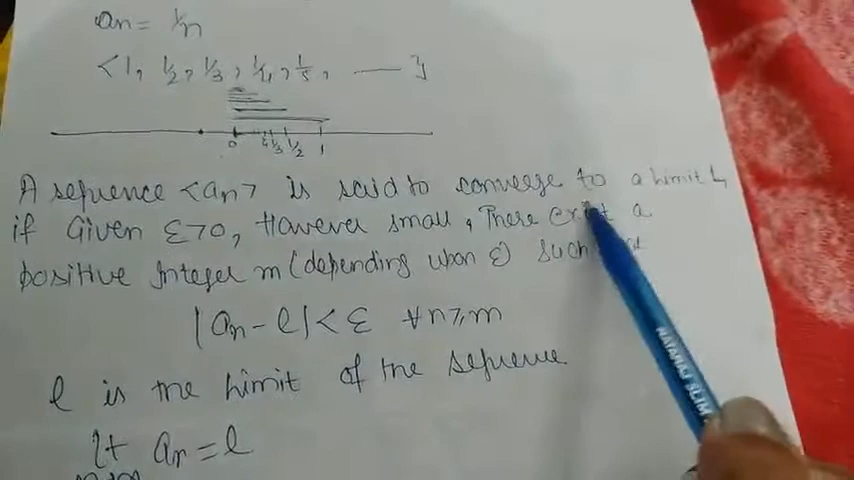 an = 1/n
<1, 1/2, 1/3, 1/4, 1/5, —— }
0 1/4 1/3 1/2 1
A sequence <an> is said to converge to a limit l,
if Given ε>0, However small, There exist a
positive Integer m (depending upon ε) such
|an - l| < ε ∀ n ≥ m
l is the limit of the sequence
lt an = l
NATARAJ SLIM